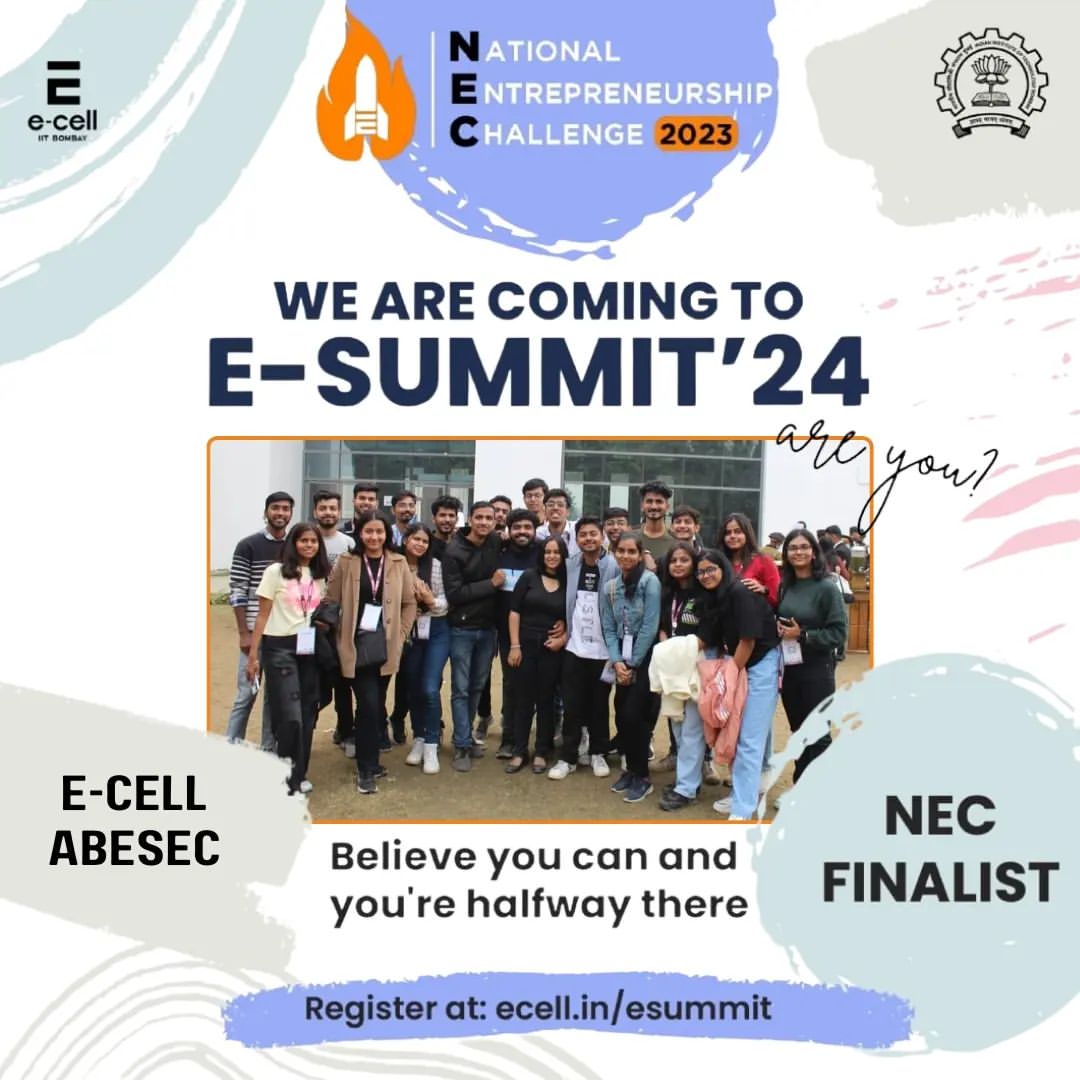 e-cell
IIT BOMBAY
NATIONAL
ENTREPRENEURSHIP
CHALLENGE 2023
WE ARE COMING TO
E-SUMMIT’24
are you?
E-CELL
ABESEC
Believe you can and
you're halfway there
NEC
FINALIST
Register at: ecell.in/esummit